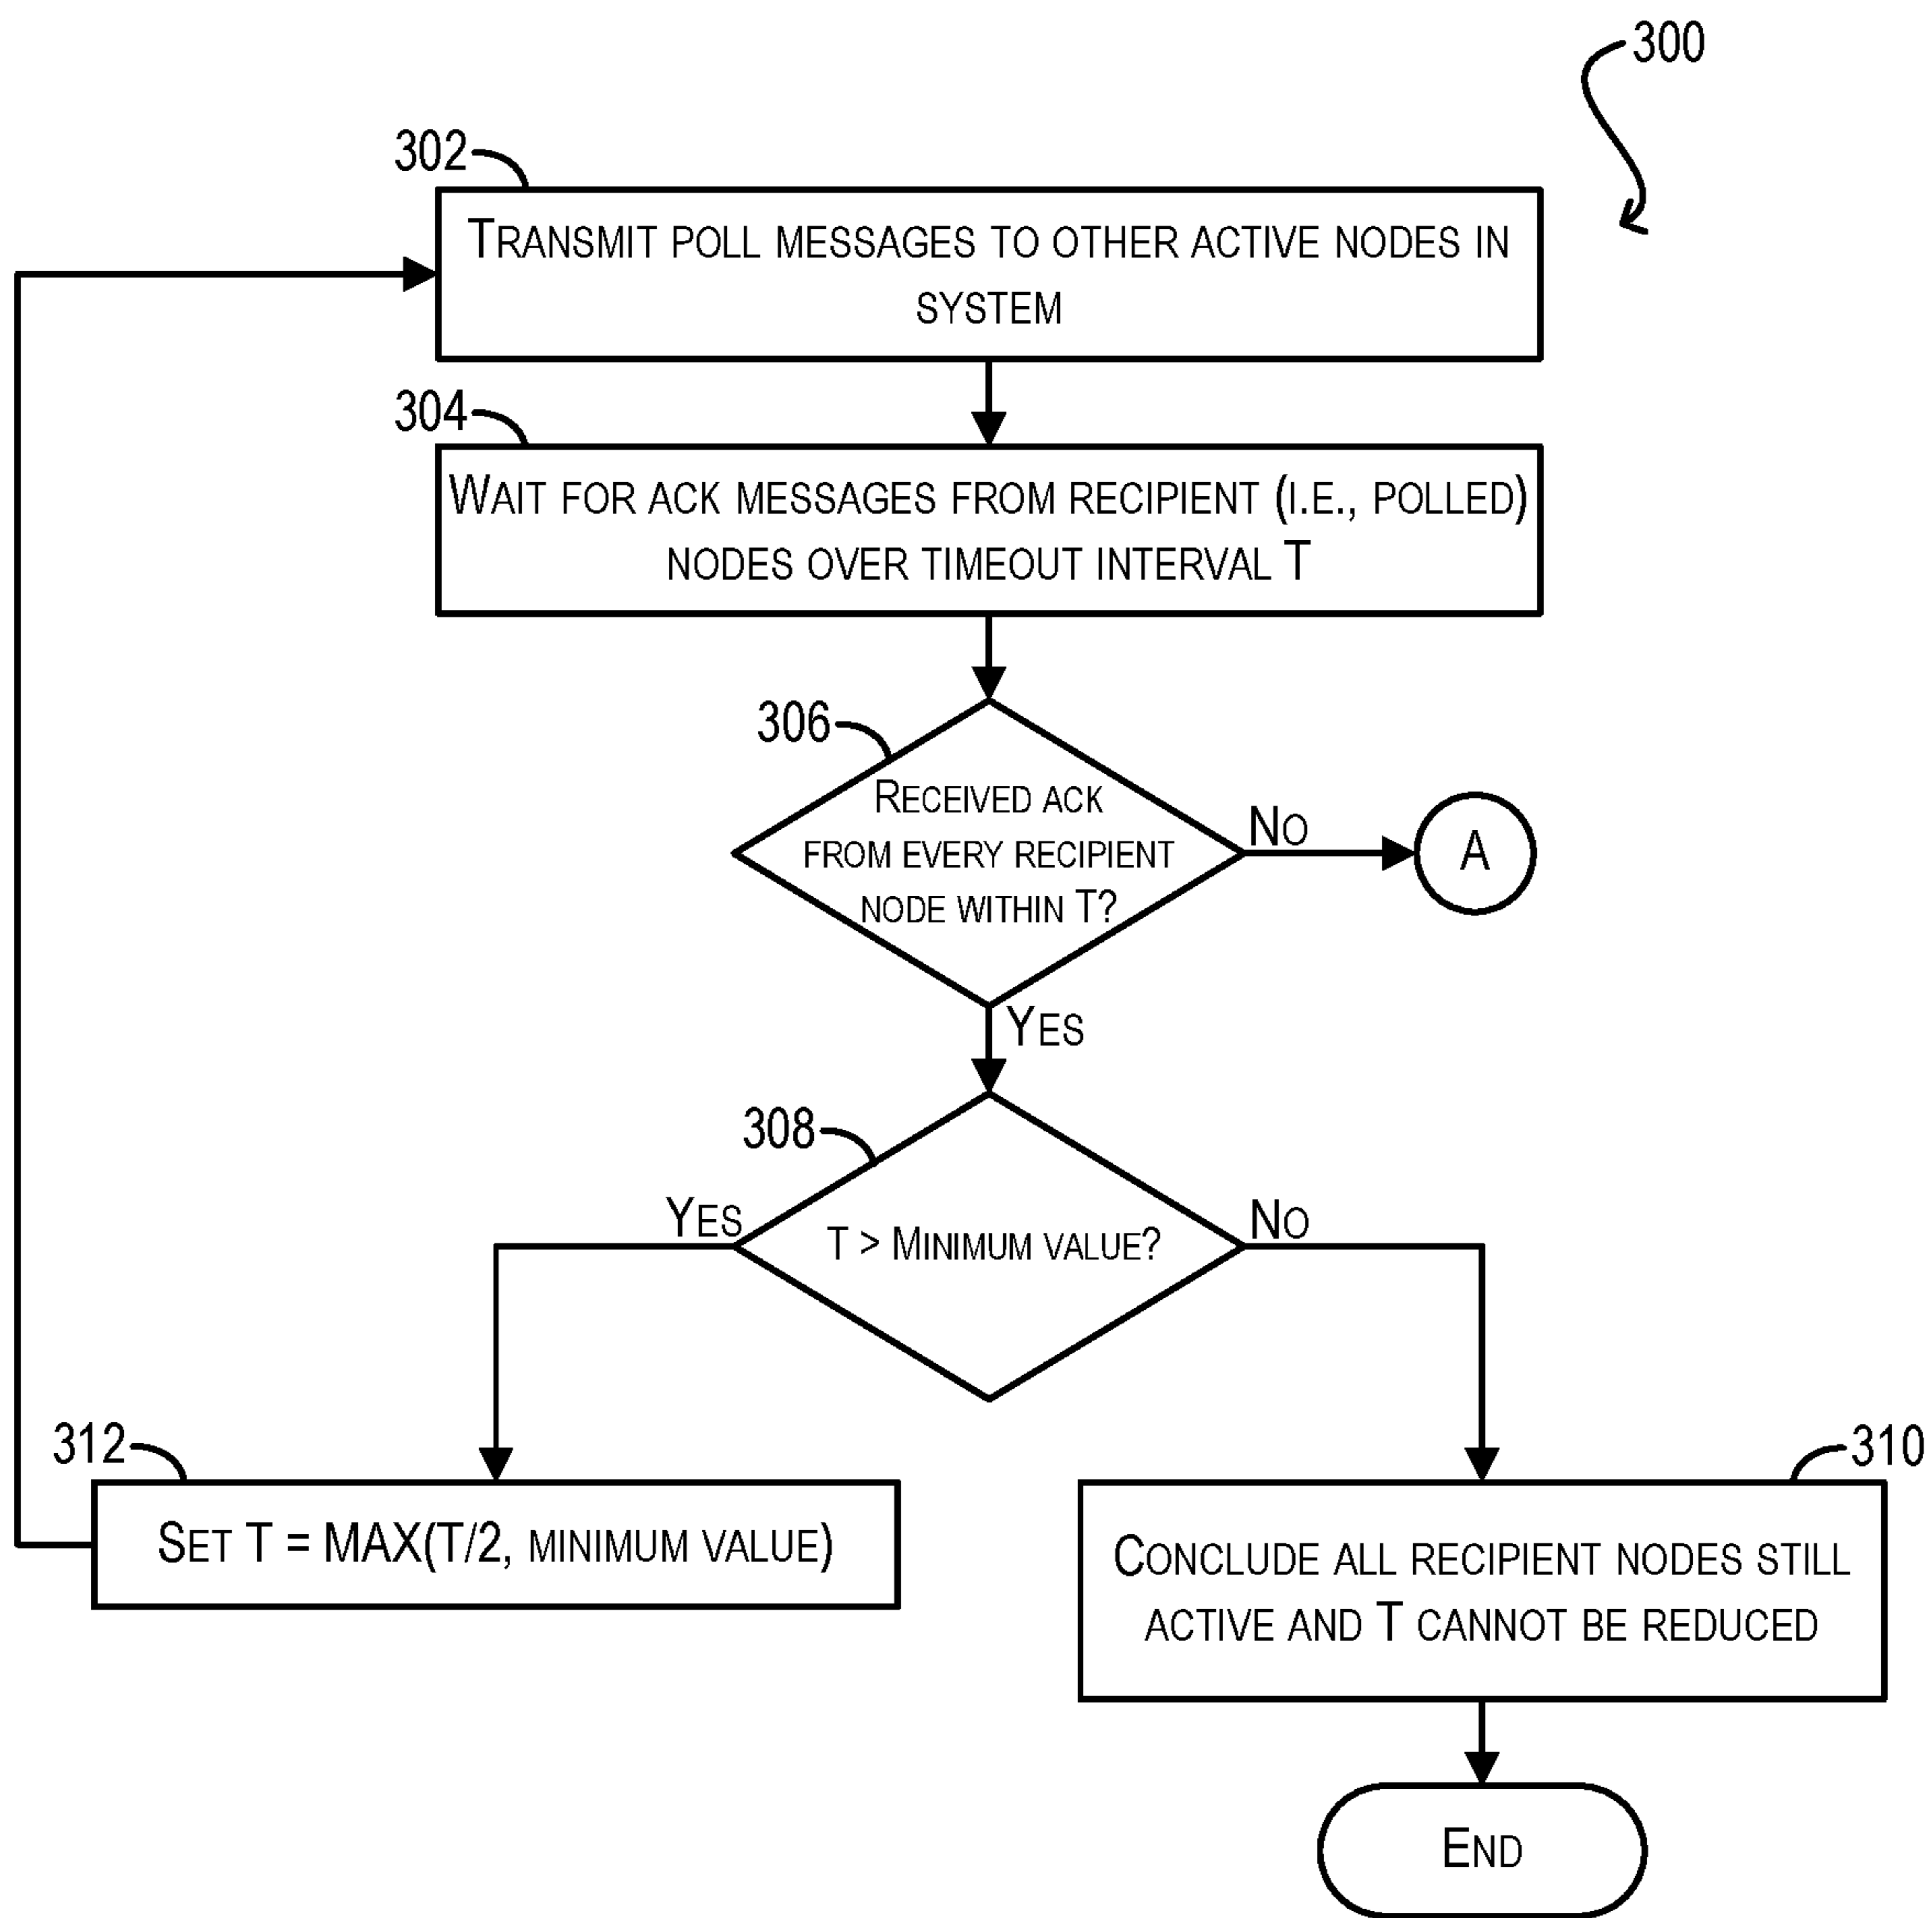 300
302
Transmit poll messages to other active nodes in
system
304
Wait for ack messages from recipient (i.e., polled)
nodes over timeout interval T
306
Received ack
from every recipient
node within T?
No
A
Yes
308
Yes
T > Minimum value?
No
312
Set T = MAX(T/2, minimum value)
310
Conclude all recipient nodes still
active and T cannot be reduced
End